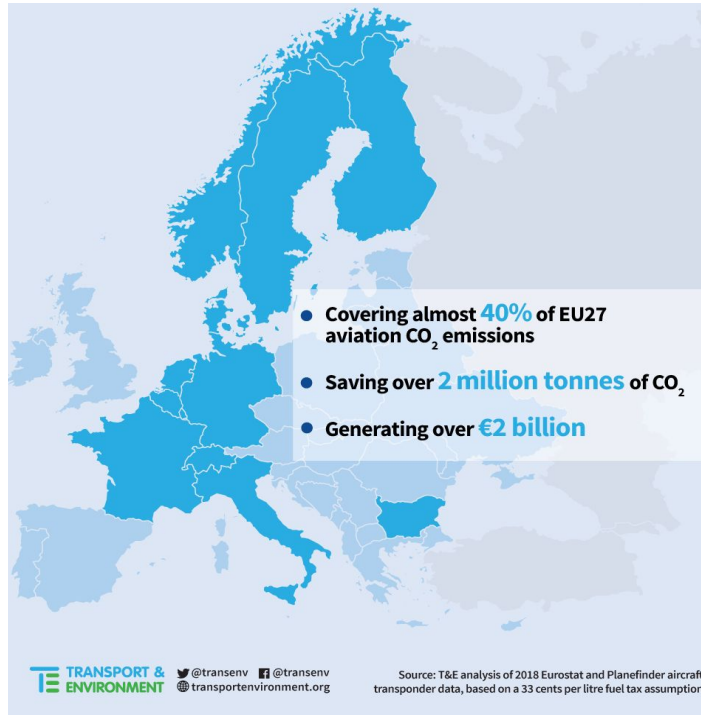 Covering almost 40% of EU27
aviation CO₂ emissions
Saving over 2 million tonnes of CO₂
Generating over €2 billion
TRANSPORT &
ENVIRONMENT
@transenv @transenv
transportenvironment.org
Source: T&E analysis of 2018 Eurostat and Planefinder aircraft
transponder data, based on a 33 cents per litre fuel tax assumption